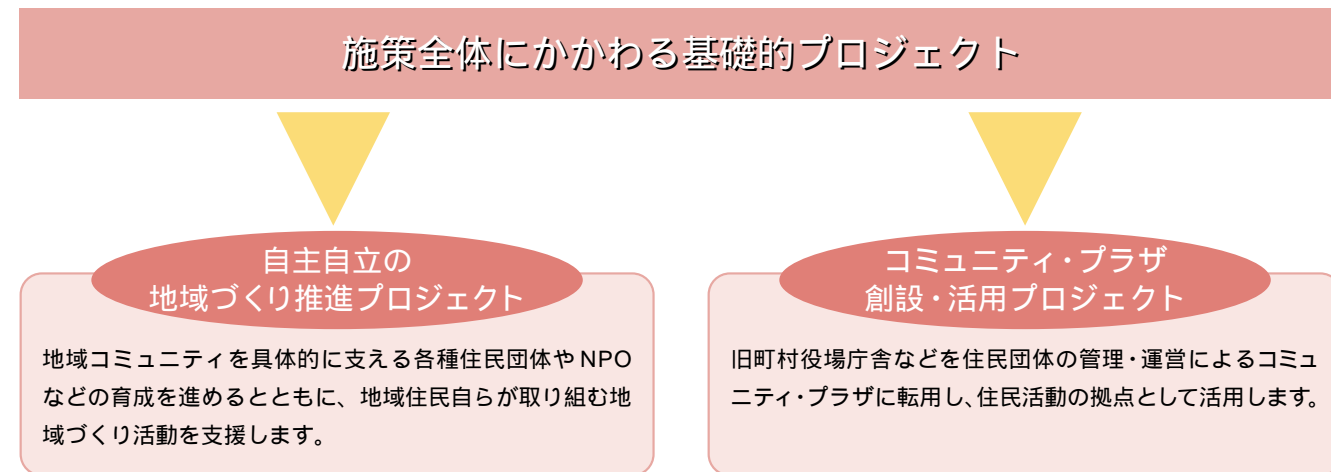 施策全体にかかわる基礎的プロジェクト
自主自立の
地域づくり推進プロジェクト
地域コミュニティを具体的に支える各種住民団体や NPO
などの育成を進めるとともに、地域住民自らが取り組む地
域づくり活動を支援します。
コミュニティ・プラザ
創設・活用プロジェクト
旧町村役場庁舎などを住民団体の管理・運営によるコミュ
ニティ・プラザに転用し、住民活動の拠点として活用します。